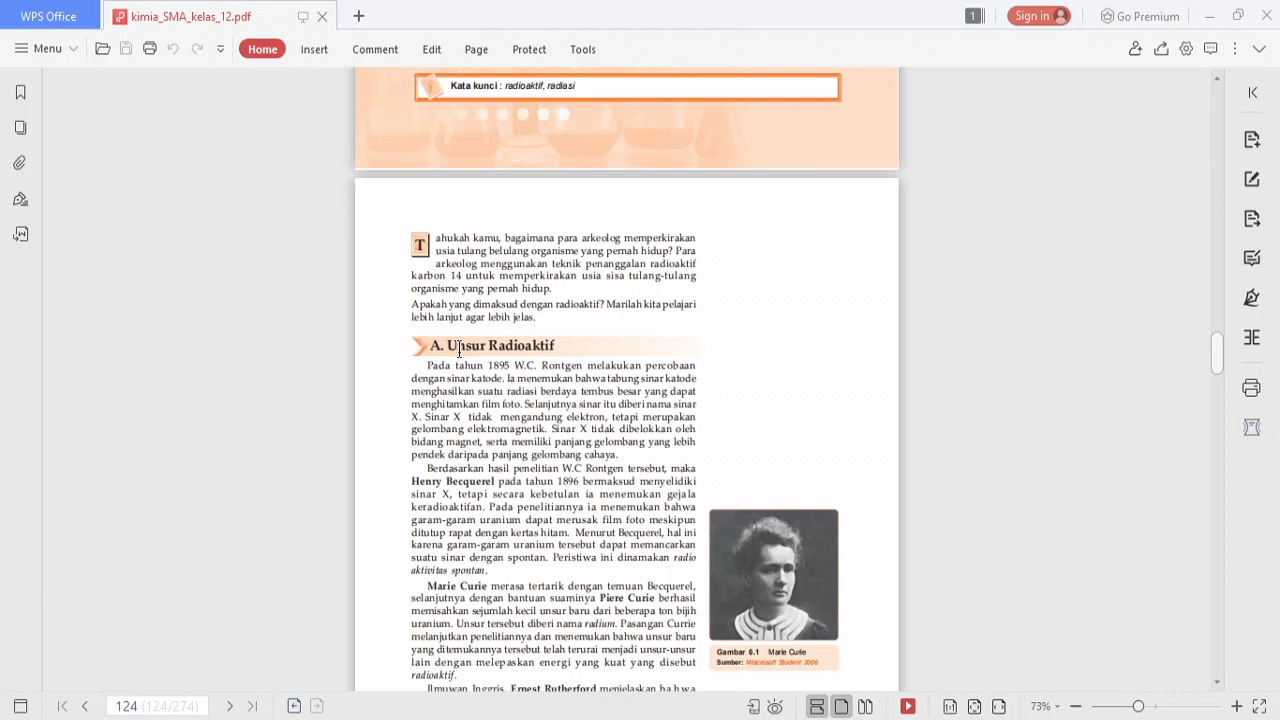 WPS Office
kimia_SMA_kelas_12.pdf
1
Sign in
Go Premium
Menu
Home
Insert
Comment
Edit
Page
Protect
Tools
Kata kunci : radioaktif, radiasi
Tahukah kamu, bagaimana para arkeolog memperkirakan
usia tulang belulang organisme yang pernah hidup? Para
arkeolog menggunakan teknik penanggalan radioaktif
karbon 14 untuk memperkirakan usia sisa tulang-tulang
organisme yang pernah hidup.
Apakah yang dimaksud dengan radioaktif? Marilah kita pelajari
lebih lanjut agar lebih jelas.
A. Unsur Radioaktif
Pada tahun 1895 W.C. Rontgen melakukan percobaan
dengan sinar katode. Ia menemukan bahwa tabung sinar katode
menghasilkan suatu radiasi berdaya tembus besar yang dapat
menghitamkan film foto. Selanjutnya sinar itu diberi nama sinar
X. Sinar X tidak mengandung elektron, tetapi merupakan
gelombang elektromagnetik. Sinar X tidak dibelokkan oleh
bidang magnet, serta memiliki panjang gelombang yang lebih
pendek daripada panjang gelombang cahaya.
Berdasarkan hasil penelitian W.C Rontgen tersebut, maka
Henry Becquerel pada tahun 1896 bermaksud menyelidiki
sinar X, tetapi secara kebetulan ia menemukan gejala
keradioaktifan. Pada penelitiannya ia menemukan bahwa
garam-garam uranium dapat merusak film foto meskipun
ditutup rapat dengan kertas hitam. Menurut Becquerel, hal ini
karena garam-garam uranium tersebut dapat memancarkan
suatu sinar dengan spontan. Peristiwa ini dinamakan radio
aktivitas spontan.
Marie Curie merasa tertarik dengan temuan Becquerel,
selanjutnya dengan bantuan suaminya Piere Curie berhasil
memisahkan sejumlah kecil unsur baru dari beberapa ton bijih
uranium. Unsur tersebut diberi nama radium. Pasangan Currie
melanjutkan penelitiannya dan menemukan bahwa unsur baru
yang ditemukannya tersebut telah terurai menjadi unsur-unsur
lain dengan melepaskan energi yang kuat yang disebut
radioaktif.
Ilmuwan Inggris, Ernest Rutherford menjelaskan bahwa
Gambar 6.1 Marie Curie
Sumber: Miscrosoft Student 2006
124 (124/274)
73%